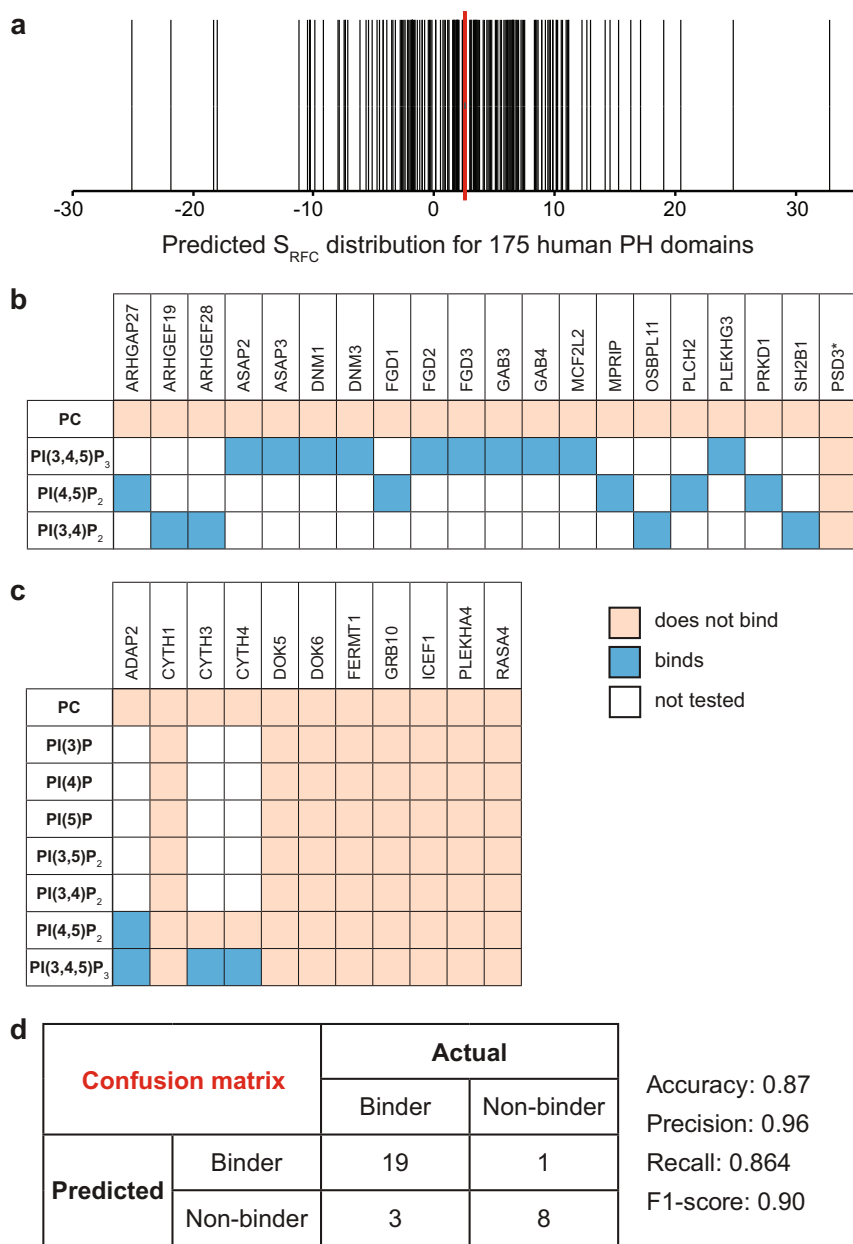 a
-30 -20 -10 0 10 20 30
Predicted S_RFC distribution for 175 human PH domains
b
ARHGAP27 ARHGEF19 ARHGEF28 ASAP2 ASAP3 DNM1 DNM3 FGD1 FGD2 FGD3 GAB3 GAB4 MCF2L2 MPRIP OSBPL11 PLCH2 PLEKHG3 PRKD1 SH2B1 PSD3*
PC
PI(3,4,5)P₃
PI(4,5)P₂
PI(3,4)P₂
c
ADAP2 CYTH1 CYTH3 CYTH4 DOK5 DOK6 FERMT1 GRB10 ICEF1 PLEKHA4 RASA4
PC
PI(3)P
PI(4)P
PI(5)P
PI(3,5)P₂
PI(3,4)P₂
PI(4,5)P₂
PI(3,4,5)P₃
does not bind
binds
not tested
d
Confusion matrix
Actual
Binder Non-binder
Predicted
Binder 19 1
Non-binder 3 8
Accuracy: 0.87
Precision: 0.96
Recall: 0.864
F1-score: 0.90